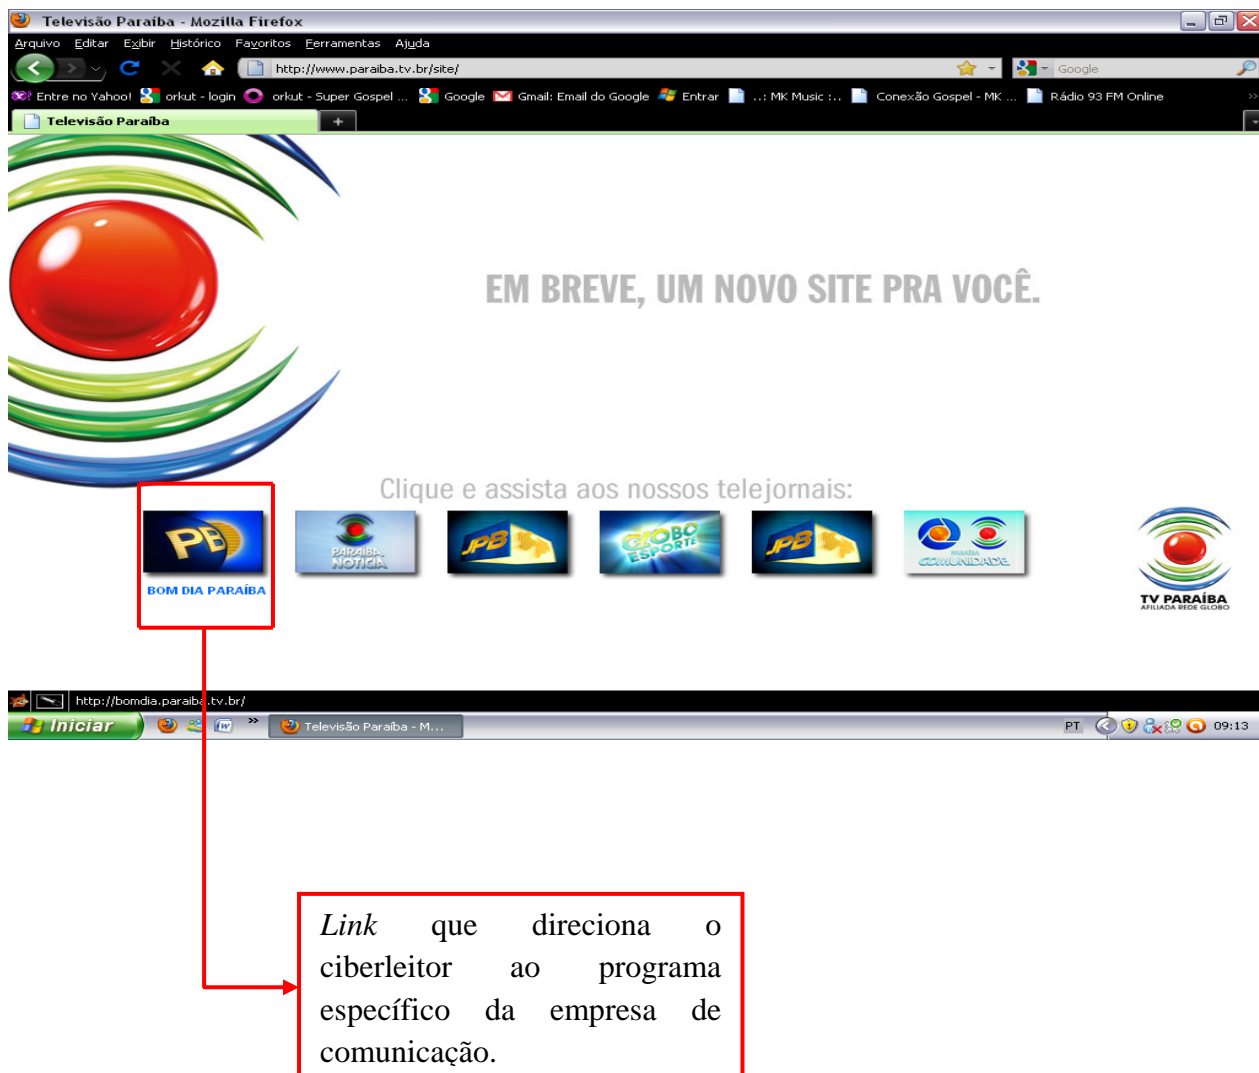 Televisão Paraíba - Mozilla Firefox
Arquivo Editar Exibir Histórico Favoritos Ferramentas Ajuda
http://www.paraiba.tv.br/site/
Google
Entre no Yahoo! orkut - login orkut - Super Gospel ... Google Gmail: Email do Google Entrar ..: MK Music :.. Conexão Gospel - MK ... Rádio 93 FM Online »
Televisão Paraíba +
EM BREVE, UM NOVO SITE PRA VOCÊ.
Clique e assista aos nossos telejornais:
PB
PARAÍBA
NOTÍCIA
JPB
GLOBO
ESPORTE
JPB
PARAÍBA
COMUNIDADE
BOM DIA PARAÍBA
TV PARAÍBA
AFILIADA REDE GLOBO
http://bomdia.paraiba.tv.br/
Iniciar » Televisão Paraíba - M... PT 09:13
Link que direciona o
ciberleitor ao programa
específico da empresa de
comunicação.